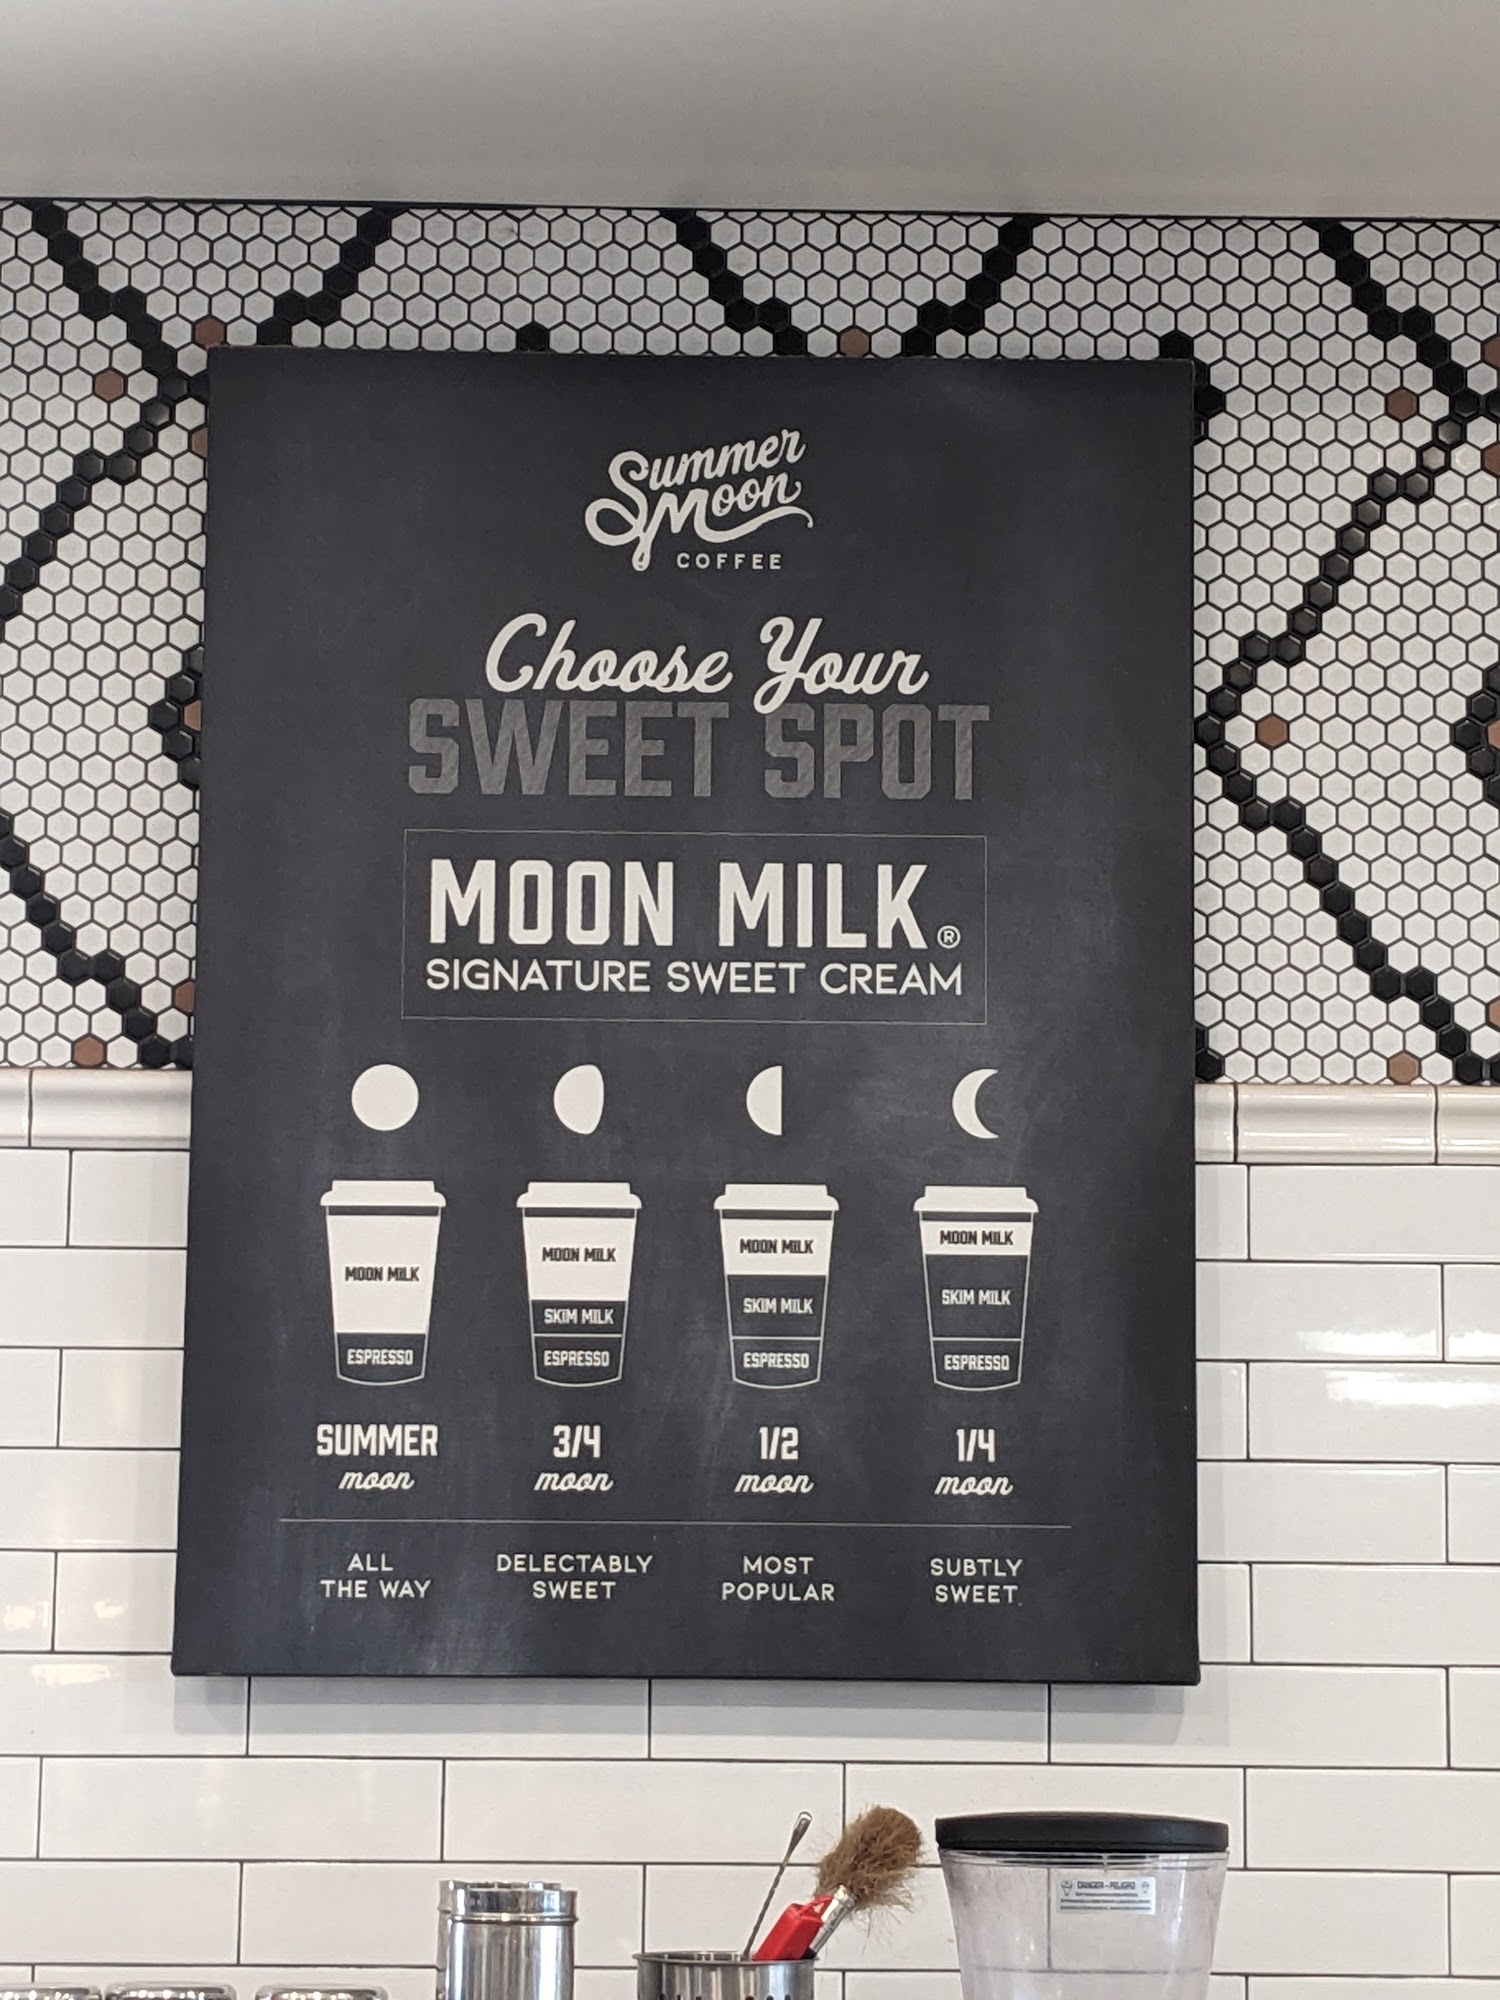 Summer
Moon
COFFEE
Choose Your
SWEET SPOT
MOON MILK®
SIGNATURE SWEET CREAM
MOON MILK
ESPRESSO
SUMMER
moon
ALL
THE WAY
MOON MILK
SKIM MILK
ESPRESSO
3/4
moon
DELECTABLY
SWEET
MOON MILK
SKIM MILK
ESPRESSO
1/2
moon
MOST
POPULAR
MOON MILK
SKIM MILK
ESPRESSO
1/4
moon
SUBTLY
SWEET
DANGER - PELIGRO